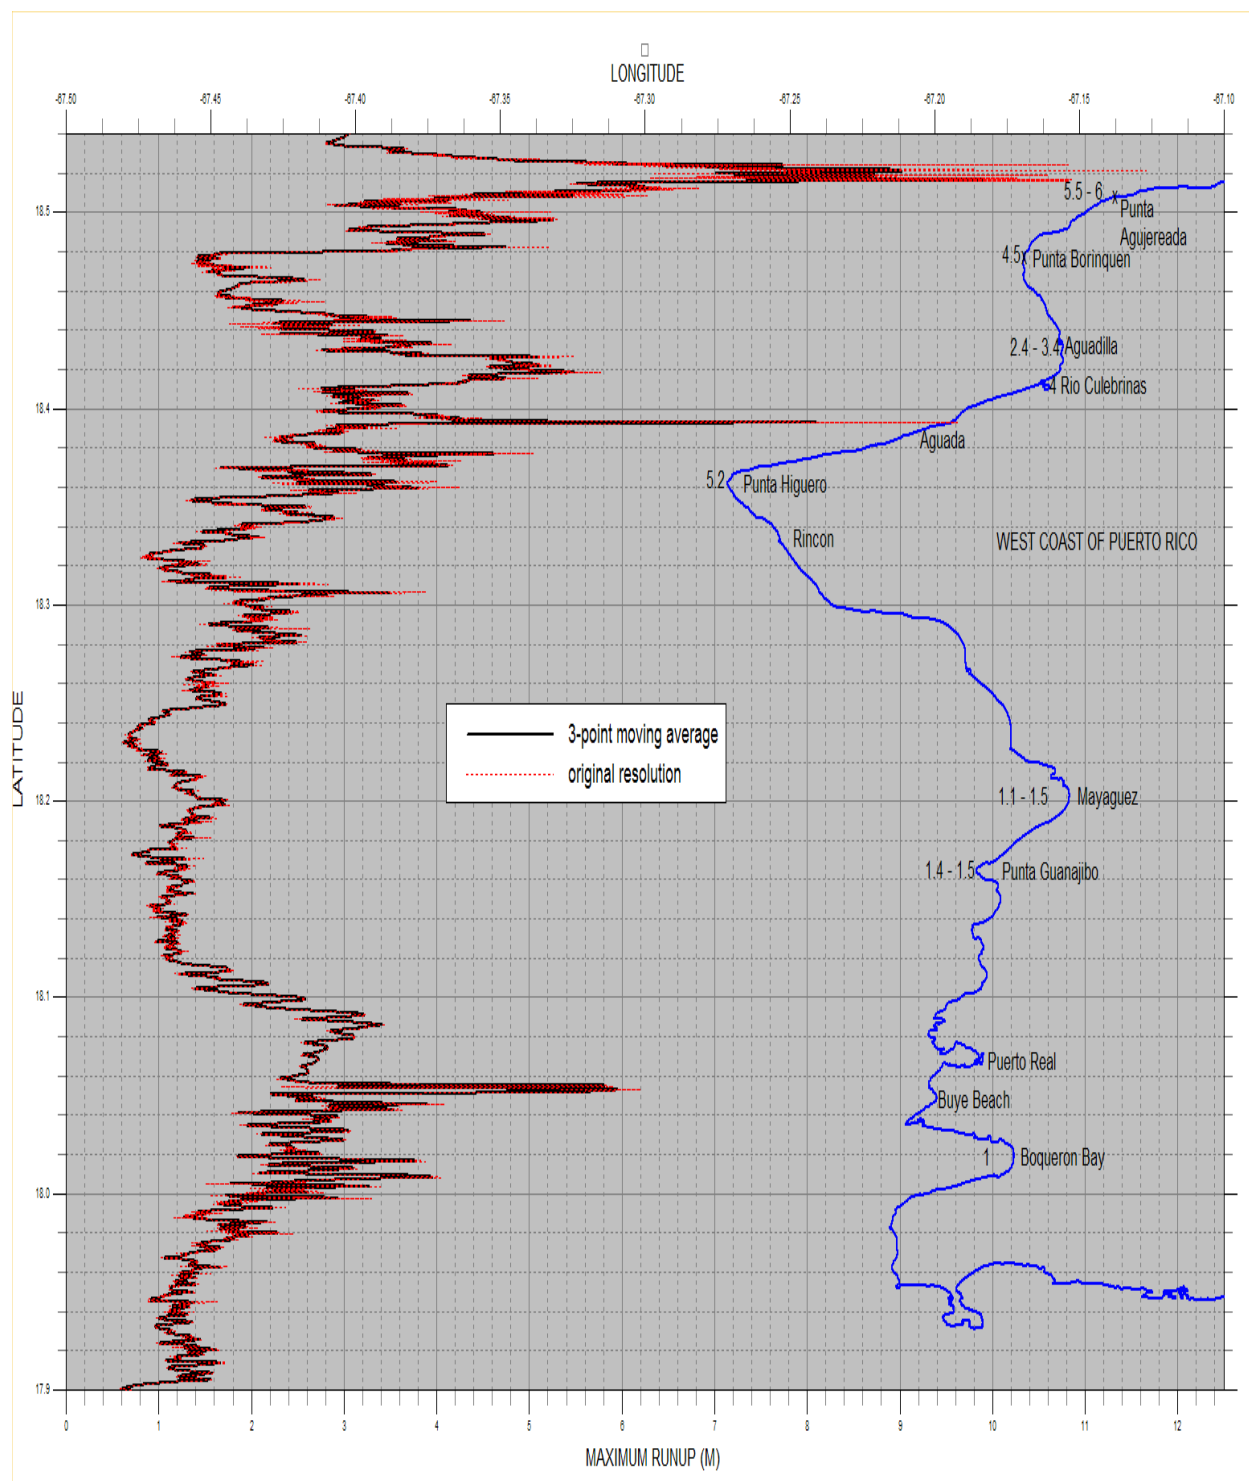 LONGITUDE
-67.50 -67.45 -67.40 -67.35 -67.30 -67.25 -67.20 -67.15 -67.10
5.5 - 6
Punta
Agujereada
18.5
4.5 Punta Borinquen
2.4 - 3.4 Aguadilla
4 Rio Culebrinas
18.4
Aguada
5.2 Punta Higuero
Rincon
WEST COAST OF PUERTO RICO
18.3
LATITUDE
3-point moving average
original resolution
18.2
1.1 - 1.5 Mayaguez
1.4 - 1.5 Punta Guanajibo
18.1
Puerto Real
Buye Beach
1 Boqueron Bay
18.0
17.9
0 1 2 3 4 5 6 7 8 9 10 11 12
MAXIMUM RUNUP (M)